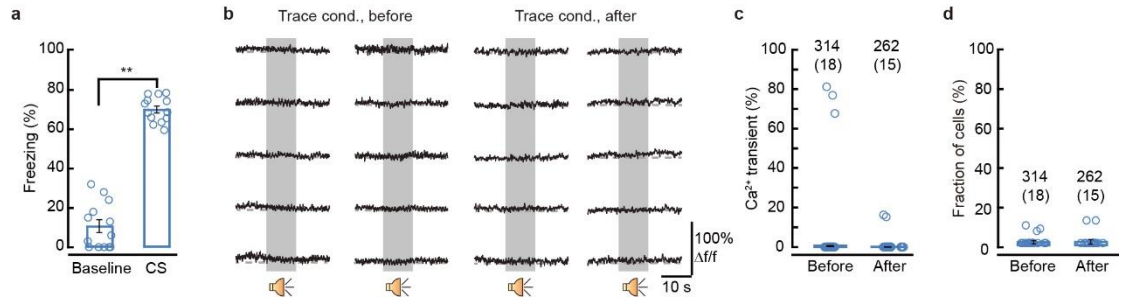 a
Freezing (%)
100
80
60
40
20
0
**
Baseline CS
b
Trace cond., before Trace cond., after
100%
Δf/f
10 s
c
Ca²⁺ transient (%)
100
80
60
40
20
0
314 262
(18) (15)
Before After
d
Fraction of cells (%)
100
80
60
40
20
0
314 262
(18) (15)
Before After